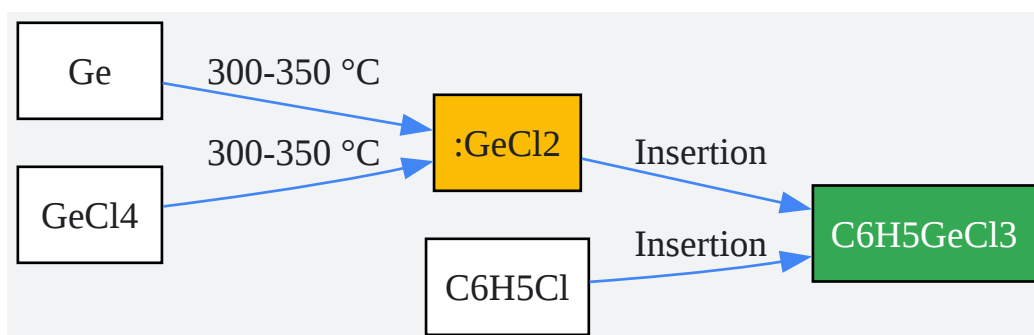 Ge
300-350 °C
:GeCl2
300-350 °C
Insertion
GeCl4
C6H5GeCl3
Insertion
C6H5Cl